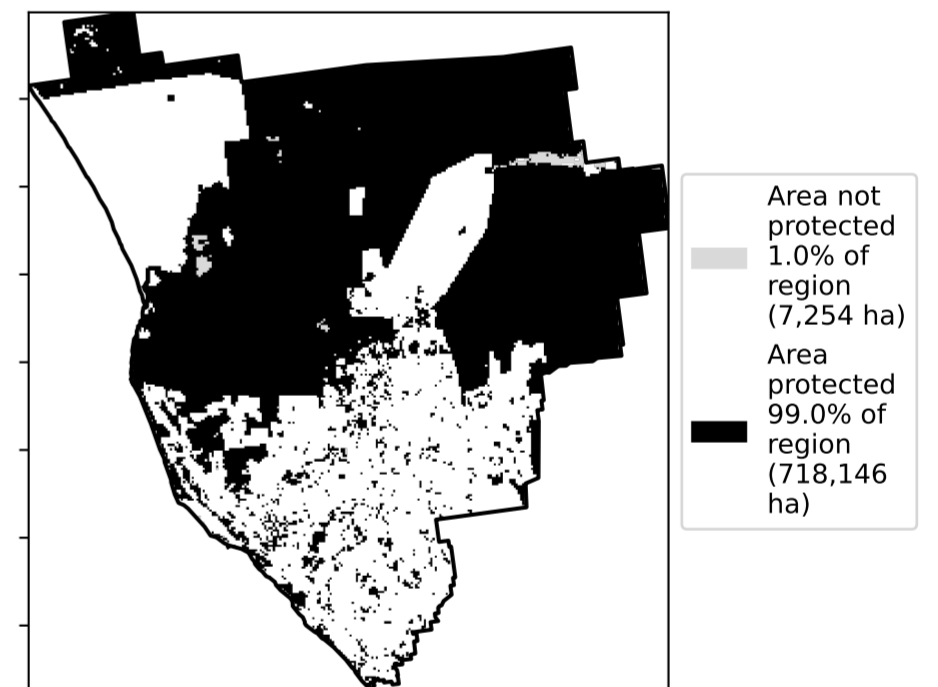 Area not
protected
1.0% of
region
(7,254 ha)
Area
protected
99.0% of
region
(718,146
ha)